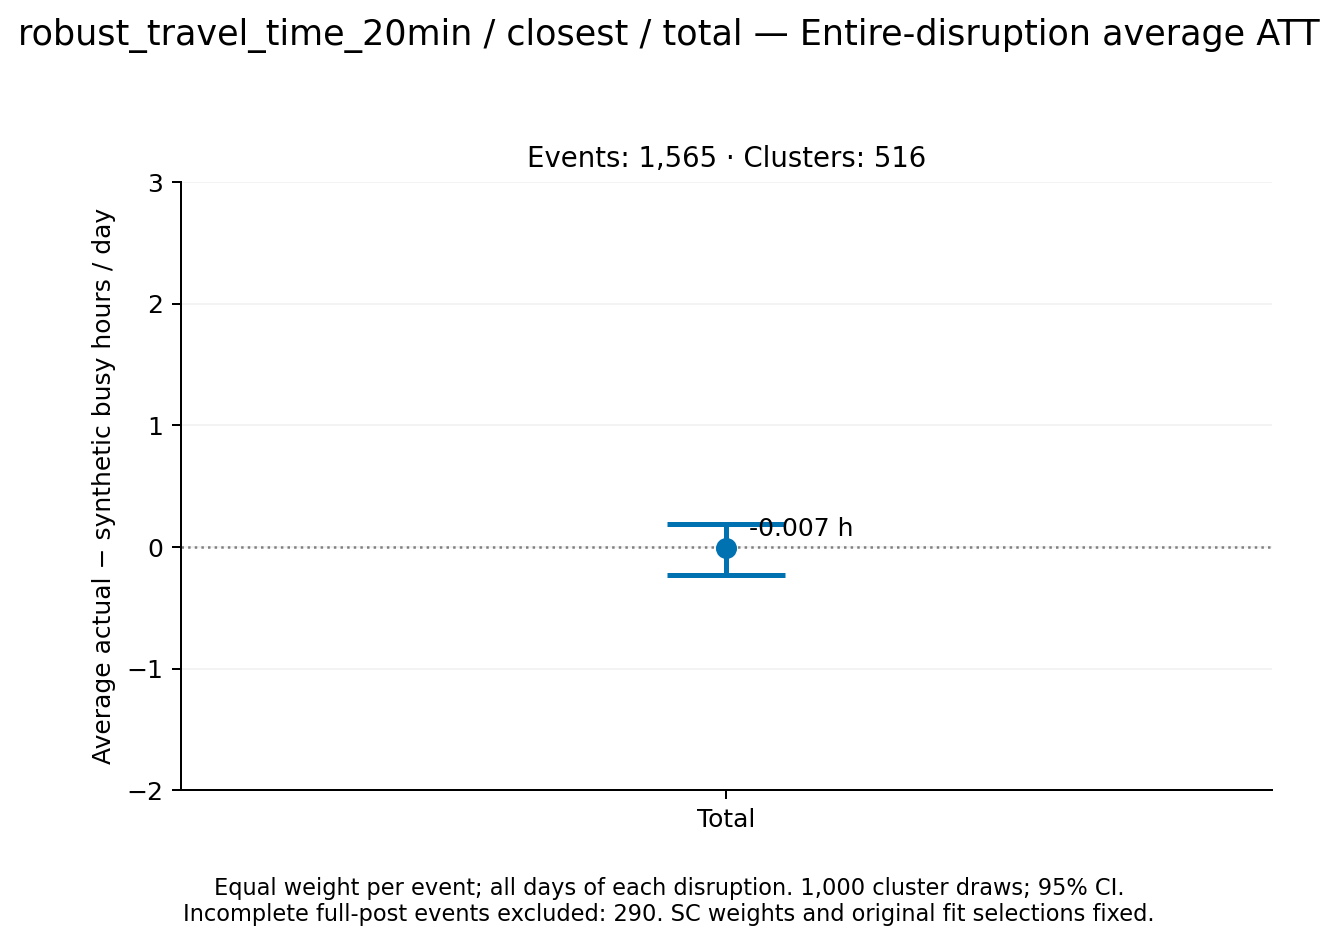 robust_travel_time_20min / closest / total — Entire-disruption average ATT
Events: 1,565 · Clusters: 516
Average actual − synthetic busy hours / day
3
2
1
0
−1
−2
-0.007 h
Total
Equal weight per event; all days of each disruption. 1,000 cluster draws; 95% CI.
Incomplete full-post events excluded: 290. SC weights and original fit selections fixed.